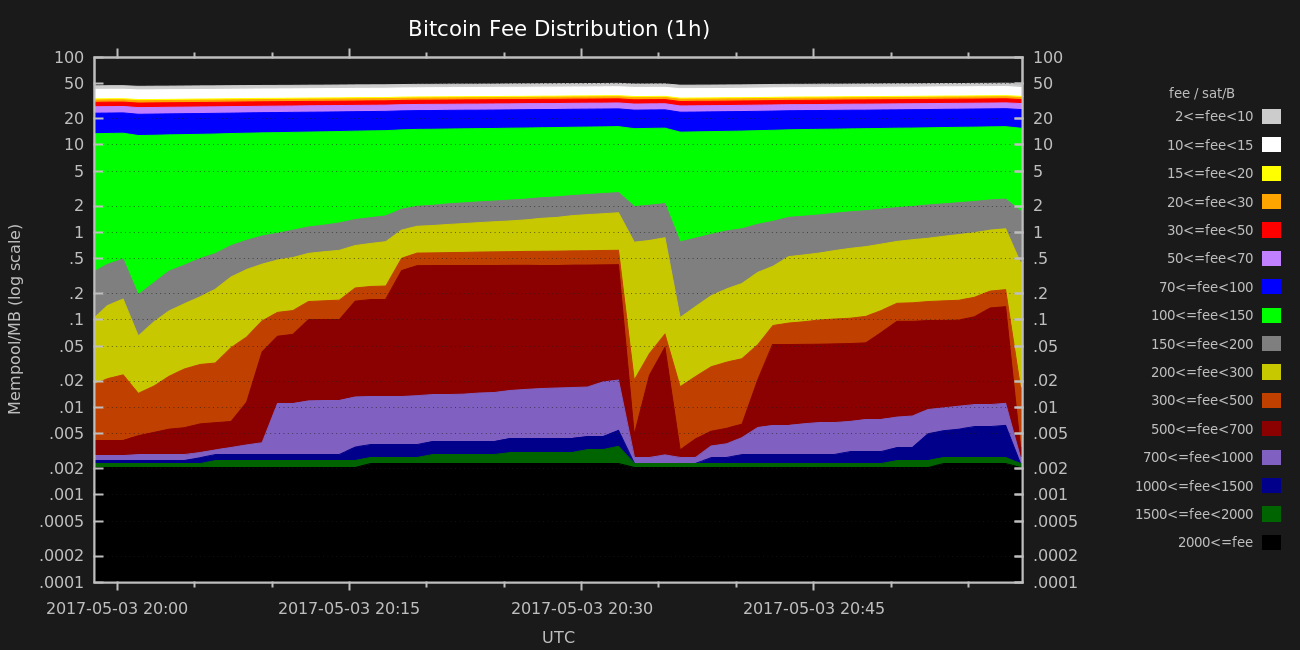 Bitcoin Fee Distribution (1h)
Mempool/MB (log scale)
100
50
20
10
5
2
1
.5
.2
.1
.05
.02
.01
.005
.002
.001
.0005
.0002
.0001
100
50
20
10
5
2
1
.5
.2
.1
.05
.02
.01
.005
.002
.001
.0005
.0002
.0001
2017-05-03 20:00
2017-05-03 20:15
2017-05-03 20:30
2017-05-03 20:45
UTC
fee / sat/B
2<=fee<10
10<=fee<15
15<=fee<20
20<=fee<30
30<=fee<50
50<=fee<70
70<=fee<100
100<=fee<150
150<=fee<200
200<=fee<300
300<=fee<500
500<=fee<700
700<=fee<1000
1000<=fee<1500
1500<=fee<2000
2000<=fee